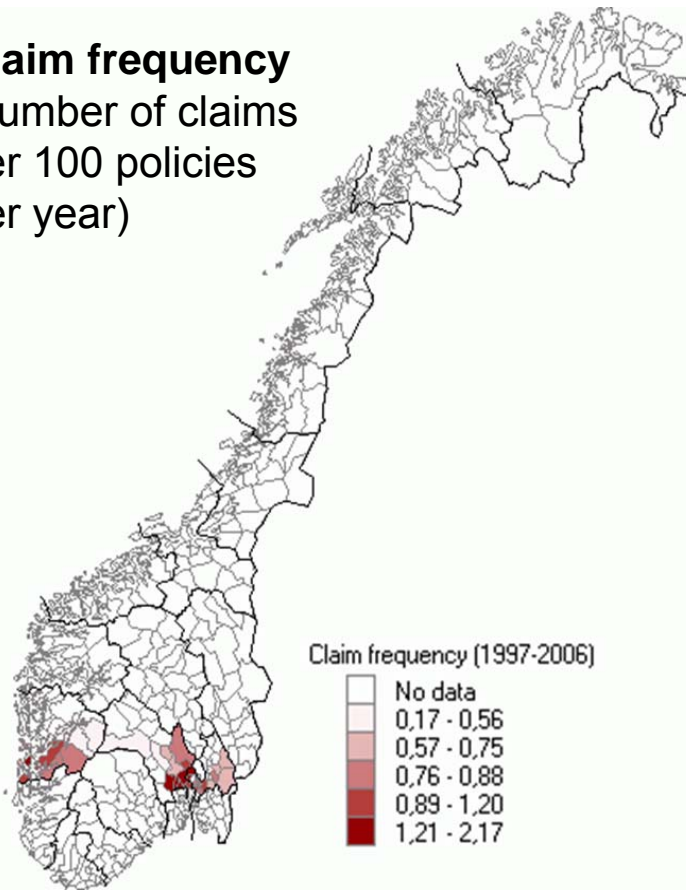 aim frequency
umber of claims
er 100 policies
er year)
Claim frequency (1997-2006)
No data
0,17 - 0,56
0,57 - 0,75
0,76 - 0,88
0,89 - 1,20
1,21 - 2,17